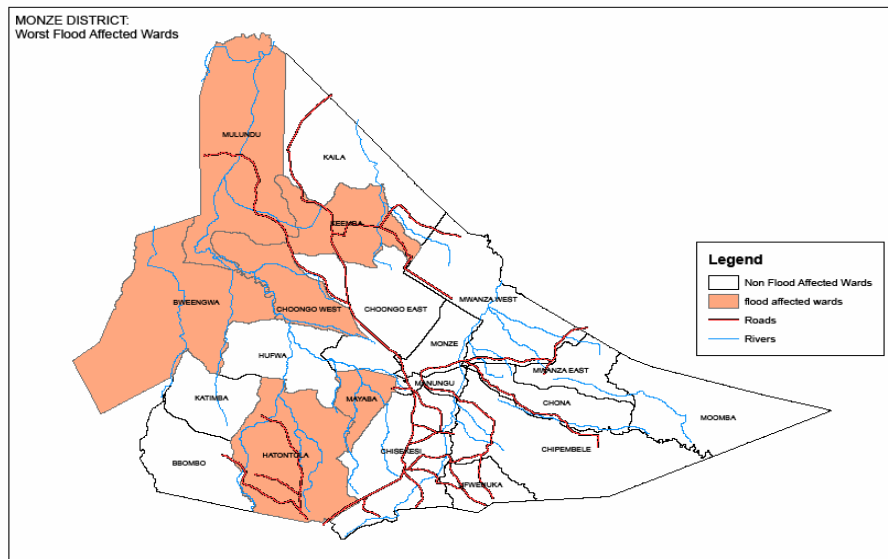 MONZE DISTRICT:
Worst Flood Affected Wards
MULUNDU
KAILA
KEEMBA
MWANZA WEST
BWEENGWA
CHOONGO WEST
CHOONGO EAST
MONZE
HUFWA
MWANZA EAST
MANUNGU
KATIMBA
MAYABA
CHONA
MOOMBA
HATONTOLA
CHISEKESI
CHIPEMBELE
BBOMBO
UFWENUKA
Legend
Non Flood Affected Wards
flood affected wards
Roads
Rivers